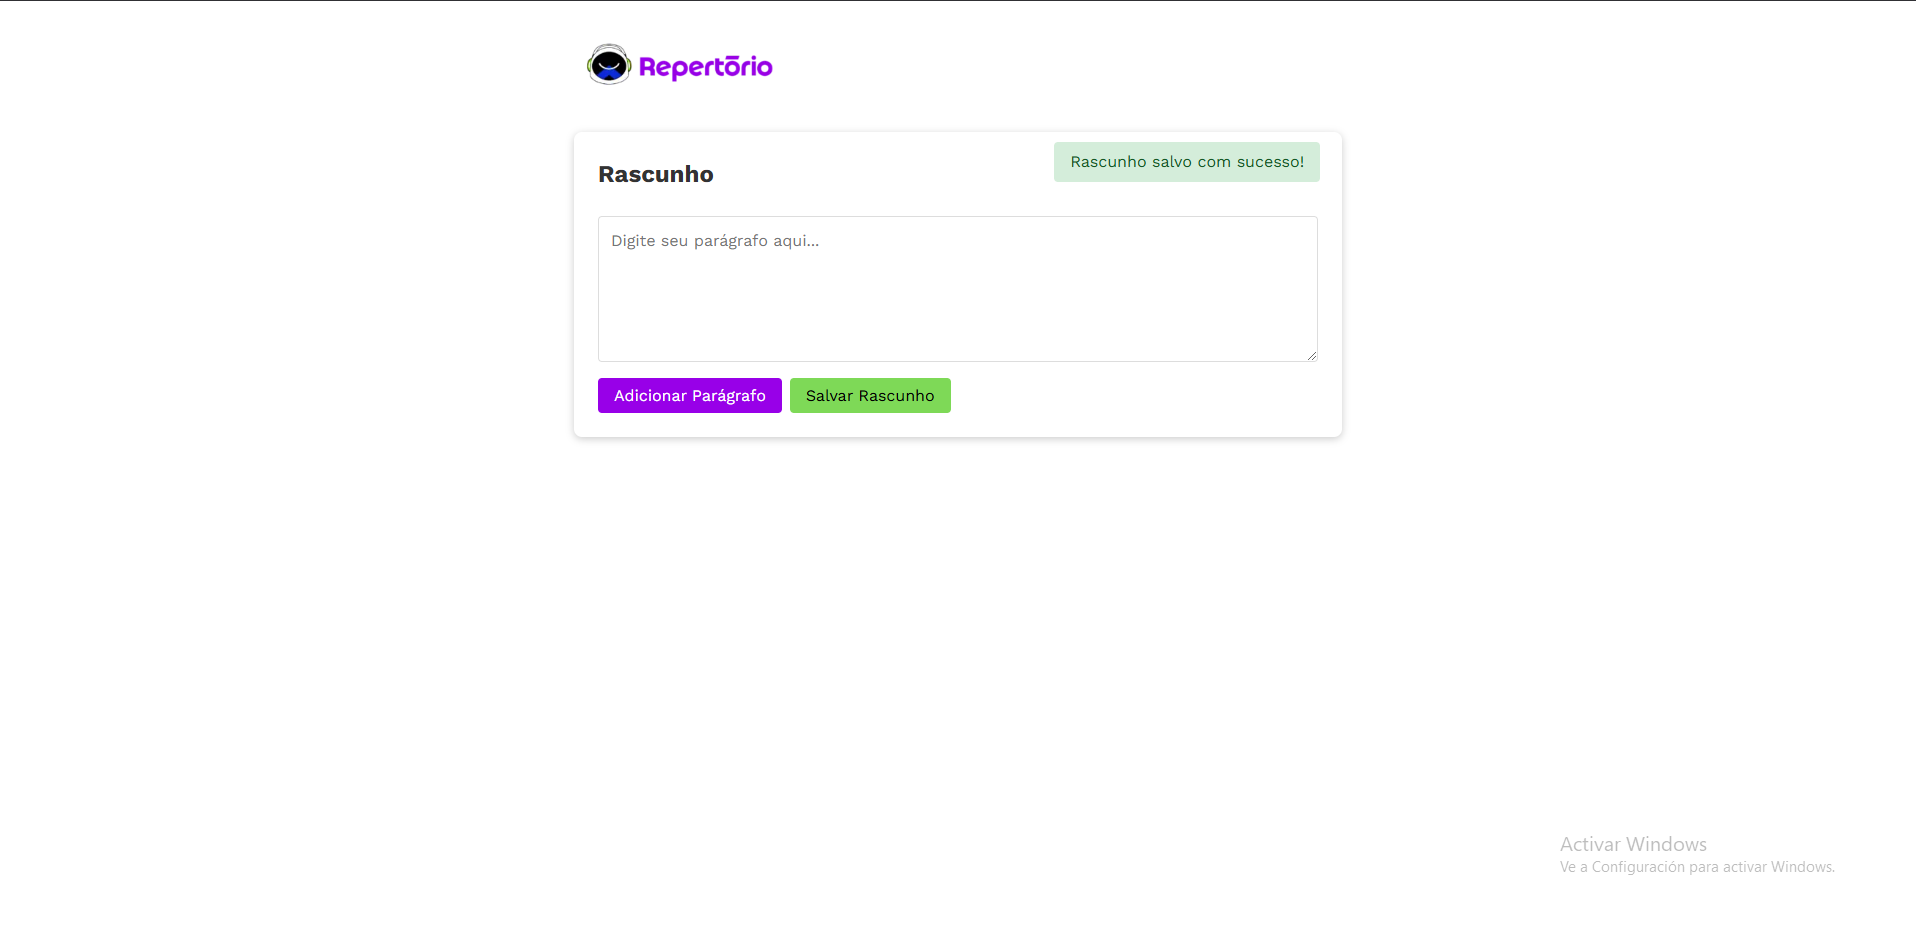 Repertōrio
Rascunho salvo com sucesso!
Rascunho
Digite seu parágrafo aqui...
Adicionar Parágrafo
Salvar Rascunho
Activar Windows
Ve a Configuración para activar Windows.